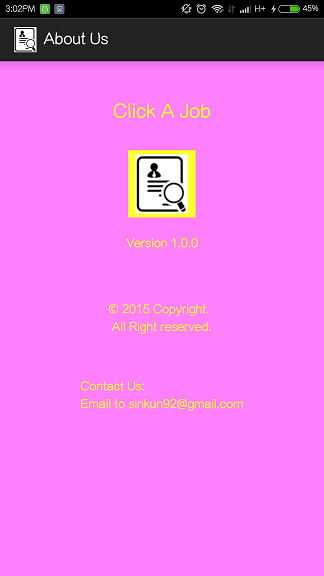 3:02PM H+ 45%
About Us
Click A Job
Version 1.0.0
© 2015 Copyright.
All Right reserved.
Contact Us:
Email to sinkun92@gmail.com